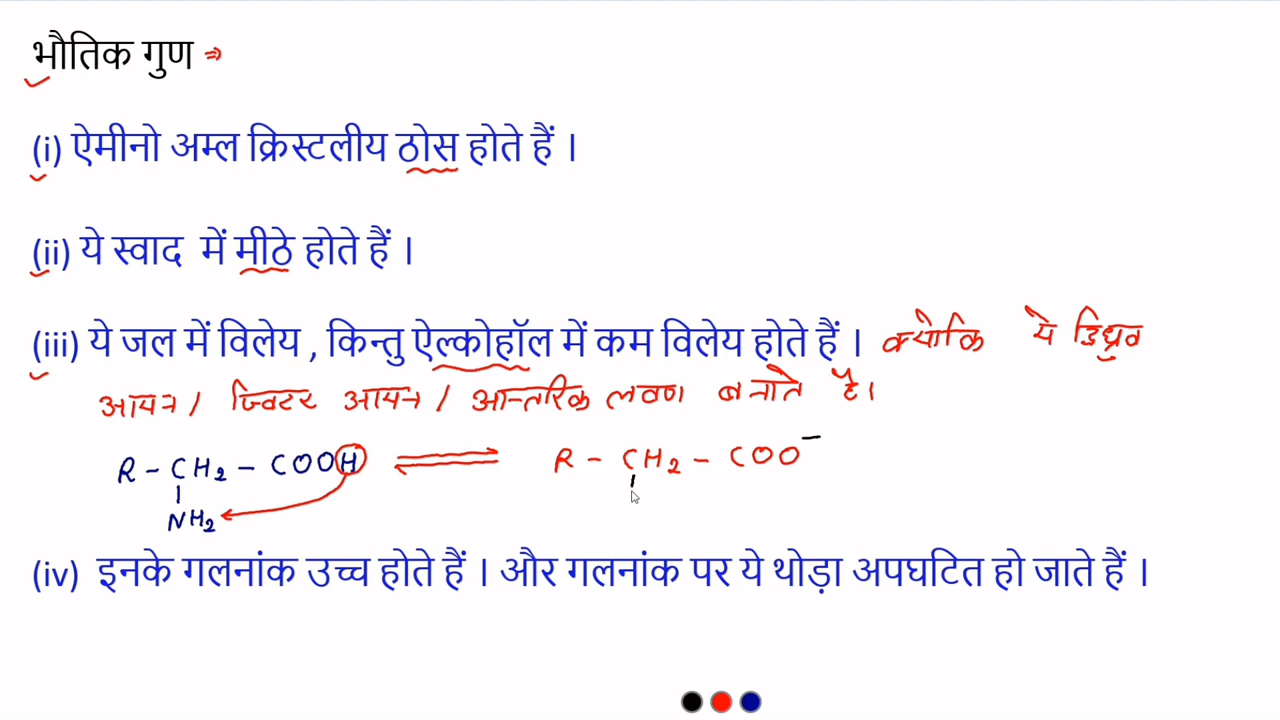 भौतिक गुण ⇒
(i) ऐमीनो अम्ल क्रिस्टलीय ठोस होते हैं ।
(ii) ये स्वाद में मीठे होते हैं ।
(iii) ये जल में विलेय , किन्तु ऐल्कोहॉल में कम विलेय होते हैं । क्योकि ये द्विध्रुव
आयन / ज्विटर आयन / आन्तरिक लवण बनाते है।
R – CH₂ – COOH ⇌ R – CH₂ – COO⁻
NH₂
(iv) इनके गलनांक उच्च होते हैं । और गलनांक पर ये थोड़ा अपघटित हो जाते हैं ।